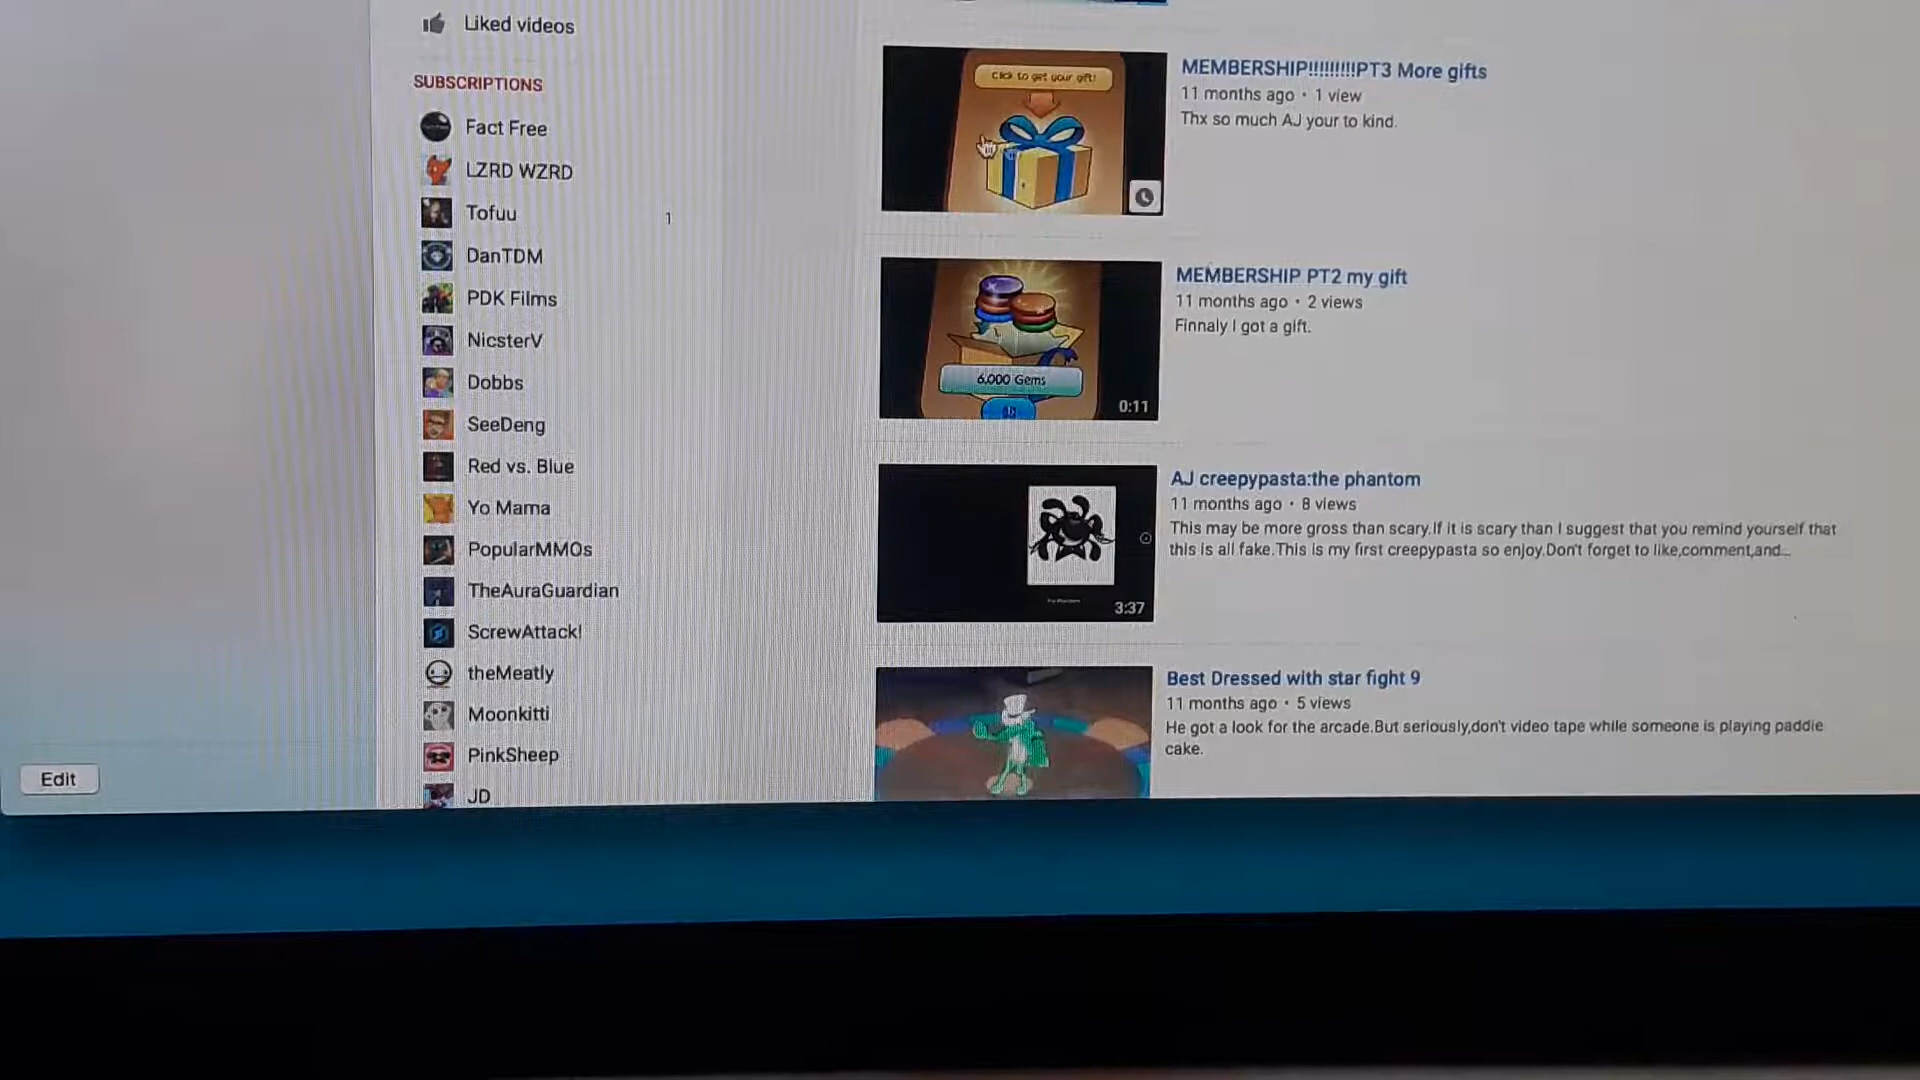 Liked videos
SUBSCRIPTIONS
Fact Free
LZRD WZRD
Tofuu 1
DanTDM
PDK Films
NicsterV
Dobbs
SeeDeng
Red vs. Blue
Yo Mama
PopularMMOs
TheAuraGuardian
ScrewAttack!
theMeatly
Moonkitti
PinkSheep
JD
Edit
Click to get your gift!
MEMBERSHIP!!!!!!!!!PT3 More gifts
11 months ago • 1 view
Thx so much AJ your to kind.
6,000 Gems
0:11
MEMBERSHIP PT2 my gift
11 months ago • 2 views
Finnaly I got a gift.
3:37
AJ creepypasta:the phantom
11 months ago • 8 views
This may be more gross than scary.If it is scary than I suggest that you remind yourself that
this is all fake.This is my first creepypasta so enjoy.Don't forget to like,comment,and...
Best Dressed with star fight 9
11 months ago • 5 views
He got a look for the arcade.But seriously,don't video tape while someone is playing paddie
cake.